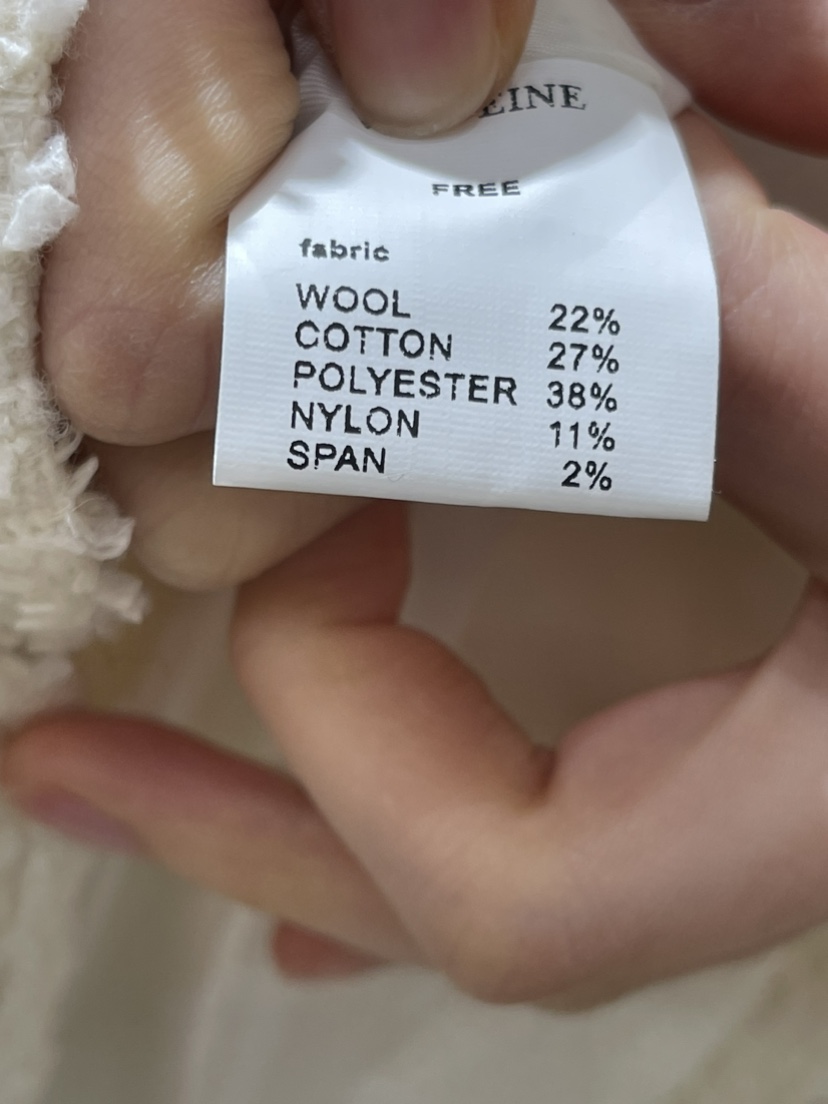 FREE
fabric
WOOL 22%
COTTON 27%
POLYESTER 38%
NYLON 11%
SPAN 2%